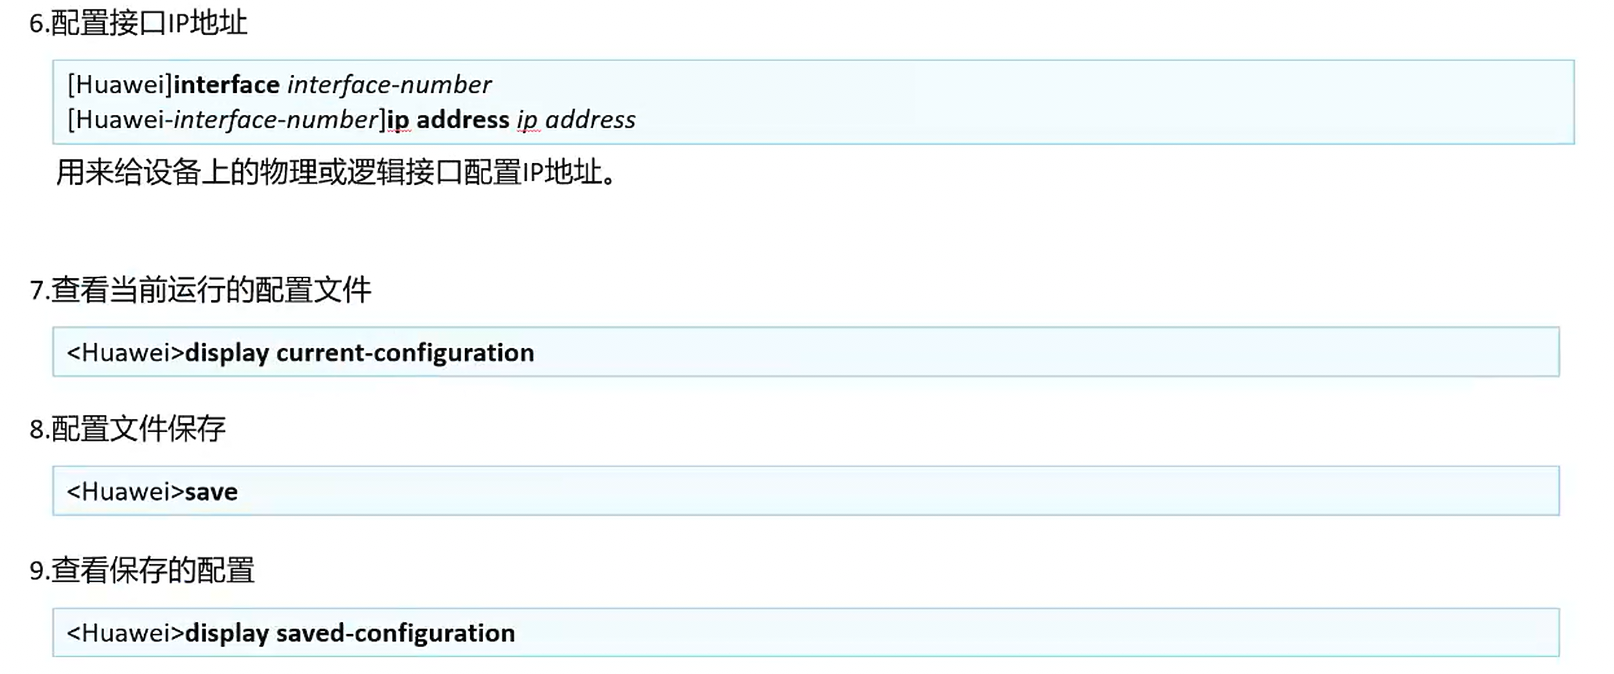 6.配置接口IP地址
[Huawei]interface interface-number
[Huawei-interface-number]ip address ip address
用来给设备上的物理或逻辑接口配置IP地址。
7.查看当前运行的配置文件
<Huawei>display current-configuration
8.配置文件保存
<Huawei>save
9.查看保存的配置
<Huawei>display saved-configuration